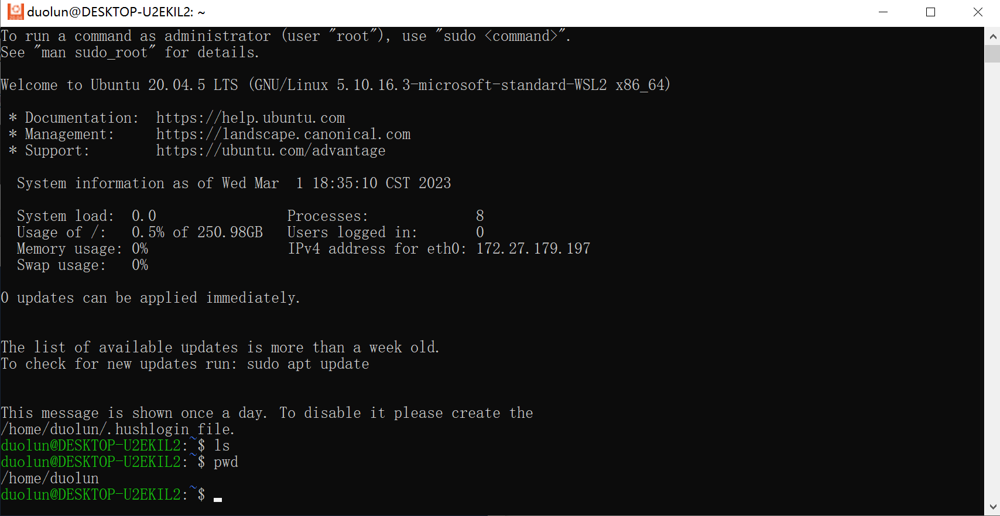 duolun@DESKTOP-U2EKIL2: ~
To run a command as administrator (user "root"), use "sudo <command>".
See "man sudo_root" for details.
Welcome to Ubuntu 20.04.5 LTS (GNU/Linux 5.10.16.3-microsoft-standard-WSL2 x86_64)
* Documentation:  https://help.ubuntu.com
* Management:     https://landscape.canonical.com
* Support:        https://ubuntu.com/advantage
System information as of Wed Mar  1 18:35:10 CST 2023
System load:  0.0                Processes:             8
Usage of /:   0.5% of 250.98GB   Users logged in:       0
Memory usage: 0%                 IPv4 address for eth0: 172.27.179.197
Swap usage:   0%
0 updates can be applied immediately.
The list of available updates is more than a week old.
To check for new updates run: sudo apt update
This message is shown once a day. To disable it please create the
/home/duolun/.hushlogin file.
duolun@DESKTOP-U2EKIL2:~$ ls
duolun@DESKTOP-U2EKIL2:~$ pwd
/home/duolun
duolun@DESKTOP-U2EKIL2:~$